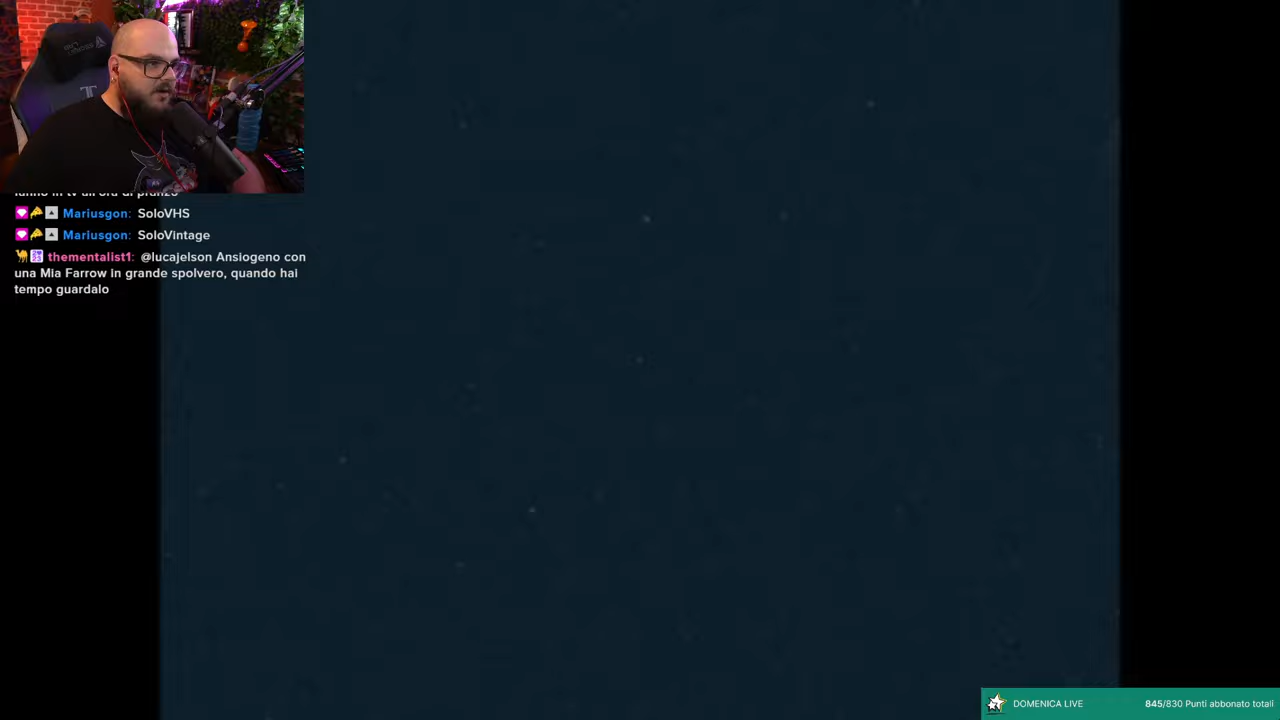 Mariusgon: SoloVHS
Mariusgon: SoloVintage
thementalist1: @lucajelson Ansiogeno con
una Mia Farrow in grande spolvero, quando hai
tempo guardalo
DOMENICA LIVE 845/830 Punti abbonato totali